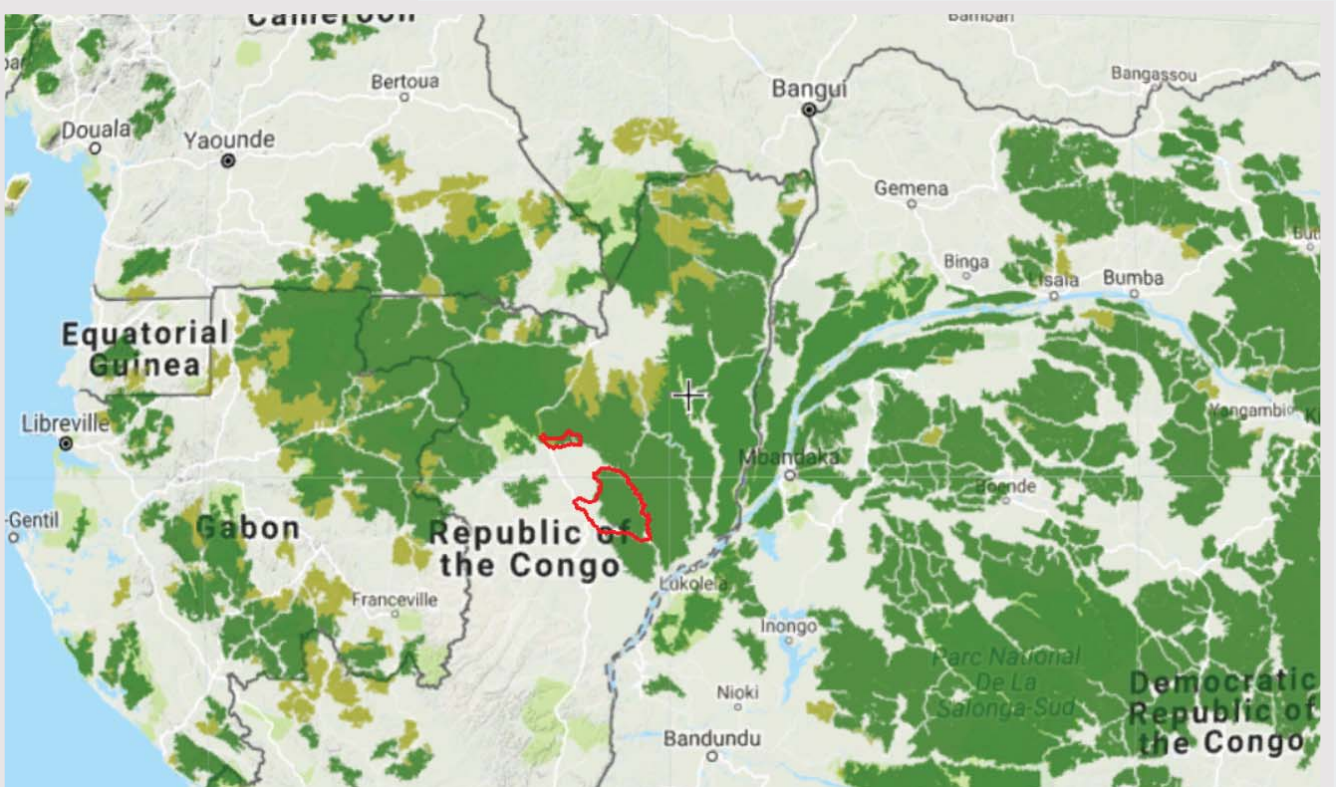 Cameroon
Bambari
Bertoua
Bangui
Bangassou
Douala
Yaounde
Gemena
Binga
Lisala
Bumba
Equatorial
Guinea
Libreville
Yangambi
Mbandaka
Boende
-Gentil
Gabon
Republic of
the Congo
Lukolela
Franceville
Inongo
Parc National
De La
Salonga-Sud
Nioki
Democratic
Republic of
the Congo
Bandundu